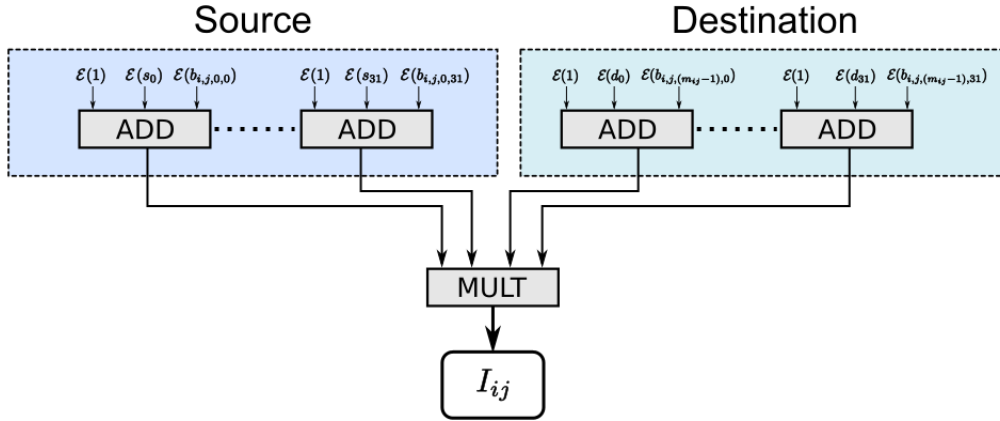 Source Destination
ℰ(1) ℰ(s₀) ℰ(b_{i,j,0,0}) ℰ(1) ℰ(s₃₁) ℰ(b_{i,j,0,31}) ℰ(1) ℰ(d₀) ℰ(b_{i,j,(m_{ij}−1),0}) ℰ(1) ℰ(d₃₁) ℰ(b_{i,j,(m_{ij}−1),31})
ADD ADD ADD ADD
MULT
I_{ij}